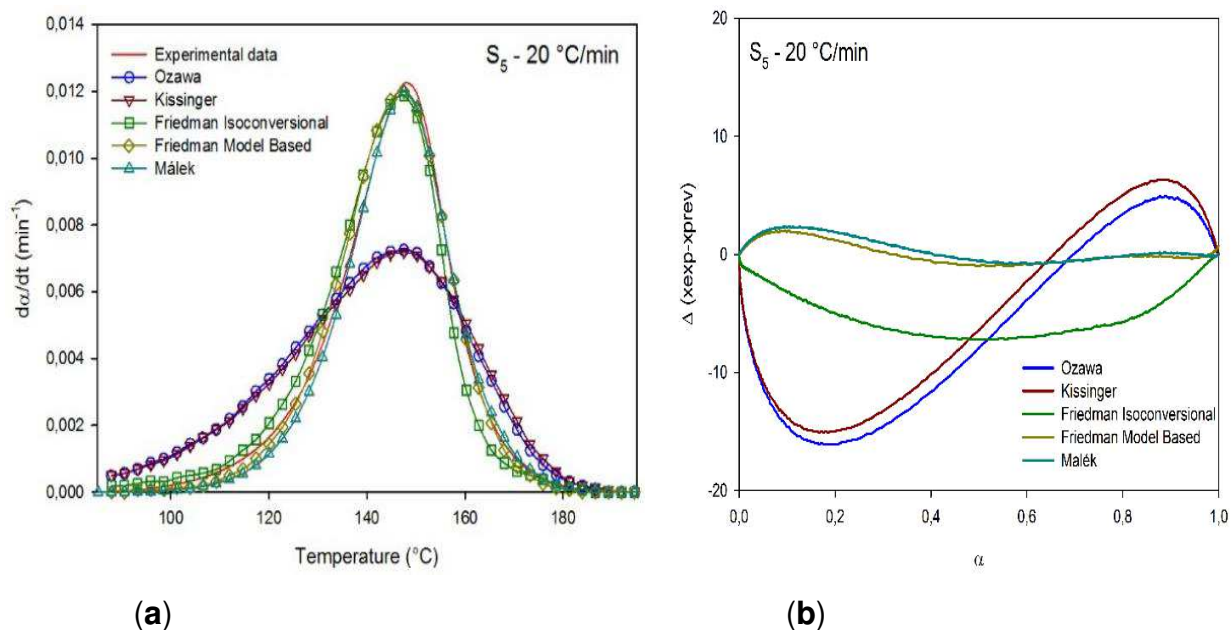 0,014
0,012
0,010
0,008
0,006
0,004
0,002
0,000
dα/dt (min⁻¹)
Experimental data
Ozawa
Kissinger
Friedman Isoconversional
Friedman Model Based
Málek
S₅ - 20 °C/min
100 120 140 160 180
Temperature (°C)
(a)
20
10
0
-10
-20
Δ (xexp-xprev)
S₅ - 20 °C/min
Ozawa
Kissinger
Friedman Isoconversional
Friedman Model Based
Malék
0,0 0,2 0,4 0,6 0,8 1,0
α
(b)